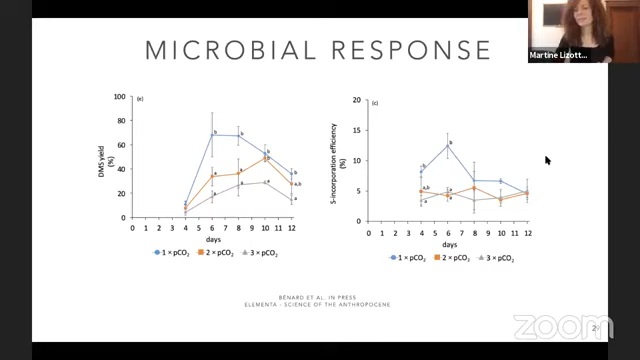 Martine Lizott...
MICROBIAL RESPONSE
(e)
DMS yield
(%)
100
80
60
40
20
0
b
b
b
b
a
a
a
a,b
a
a
a
a
0 1 2 3 4 5 6 7 8 9 10 11 12
days
1 × pCO₂ 2 × pCO₂ 3 × pCO₂
(c)
S-incorporation efficiency
(%)
20
15
10
5
0
b
b
a,b
a
a
a
0 1 2 3 4 5 6 7 8 9 10 11 12
days
1 × pCO₂ 2 × pCO₂ 3 × pCO₂
BÉNARD ET AL. IN PRESS
ELEMENTA - SCIENCE OF THE ANTHROPOCENE
zoom